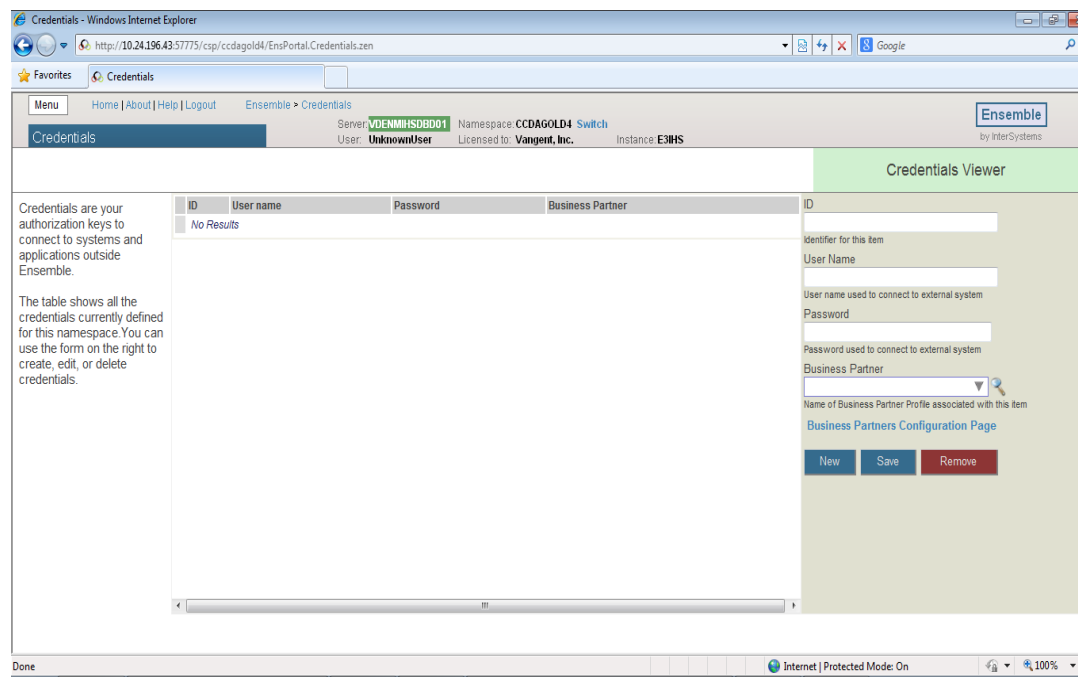 Credentials - Windows Internet Explorer
http://10.24.196.43:57775/csp/ccdagold4/EnsPortal.Credentials.zen
Google
Favorites Credentials
Menu Home | About | Help | Logout Ensemble > Credentials
Ensemble
Server: VDENMIHSDBD01 Namespace: CCDAGOLD4 Switch
Credentials
User: UnknownUser Licensed to: Vangent, Inc. Instance: E3IHS
by InterSystems
Credentials Viewer
Credentials are your
authorization keys to
connect to systems and
applications outside
Ensemble.
The table shows all the
credentials currently defined
for this namespace.You can
use the form on the right to
create, edit, or delete
credentials.
ID User name Password Business Partner
No Results
ID
Identifier for this item
User Name
User name used to connect to external system
Password
Password used to connect to external system
Business Partner
Name of Business Partner Profile associated with this item
Business Partners Configuration Page
New Save Remove
Done Internet | Protected Mode: On 100%